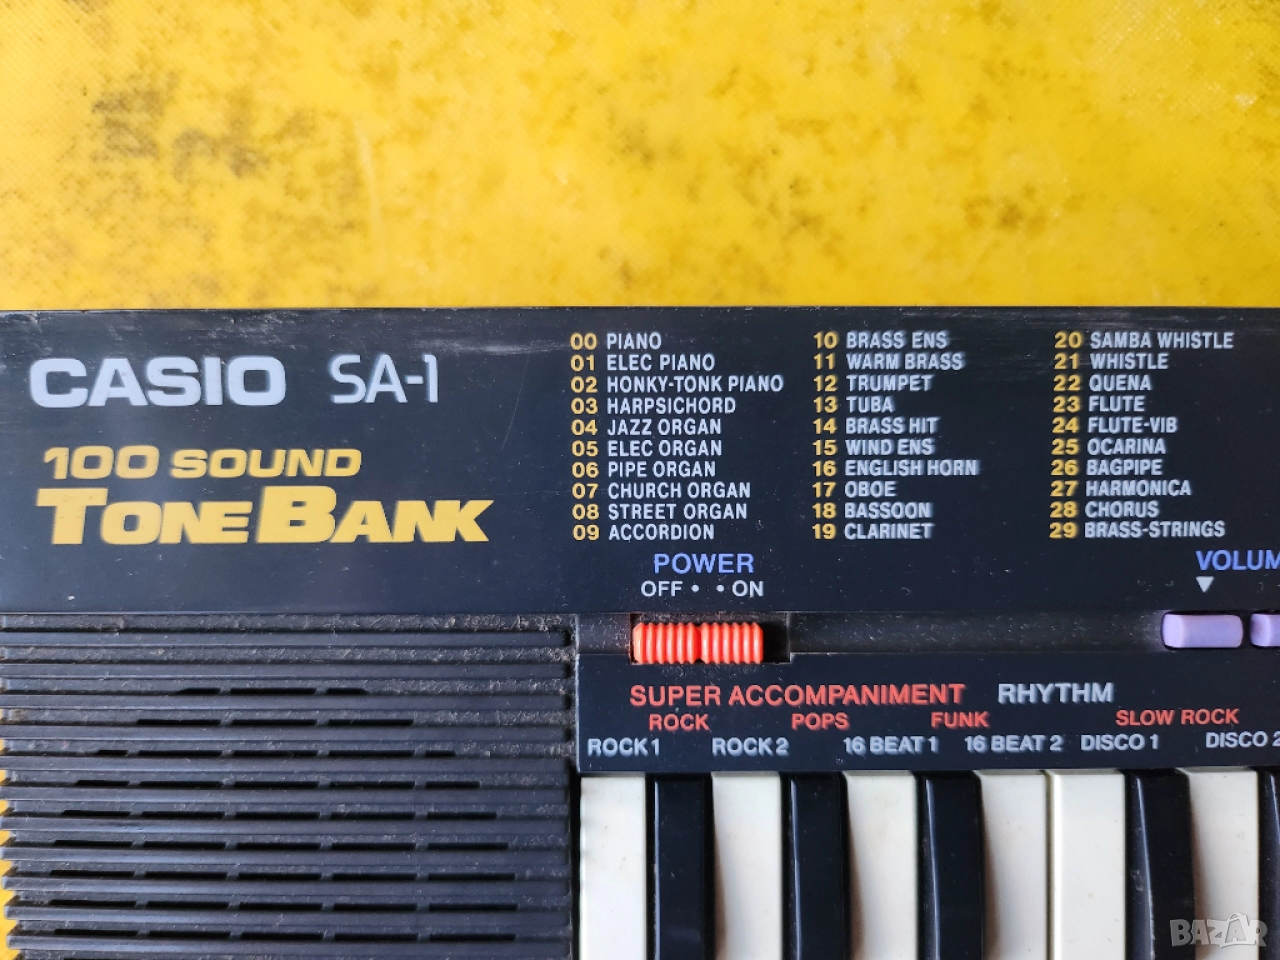 CASIO SA-1
100 SOUND
TONEBANK
00 PIANO
01 ELEC PIANO
02 HONKY-TONK PIANO
03 HARPSICHORD
04 JAZZ ORGAN
05 ELEC ORGAN
06 PIPE ORGAN
07 CHURCH ORGAN
08 STREET ORGAN
09 ACCORDION
10 BRASS ENS
11 WARM BRASS
12 TRUMPET
13 TUBA
14 BRASS HIT
15 WIND ENS
16 ENGLISH HORN
17 OBOE
18 BASSOON
19 CLARINET
20 SAMBA WHISTLE
21 WHISTLE
22 QUENA
23 FLUTE
24 FLUTE-VIB
25 OCARINA
26 BAGPIPE
27 HARMONICA
28 CHORUS
29 BRASS-STRINGS
POWER
OFF • • ON
VOLUM
SUPER ACCOMPANIMENT RHYTHM
ROCK POPS FUNK SLOW ROCK
ROCK 1 ROCK 2 16 BEAT 1 16 BEAT 2 DISCO 1 DISCO 2
BAZAR